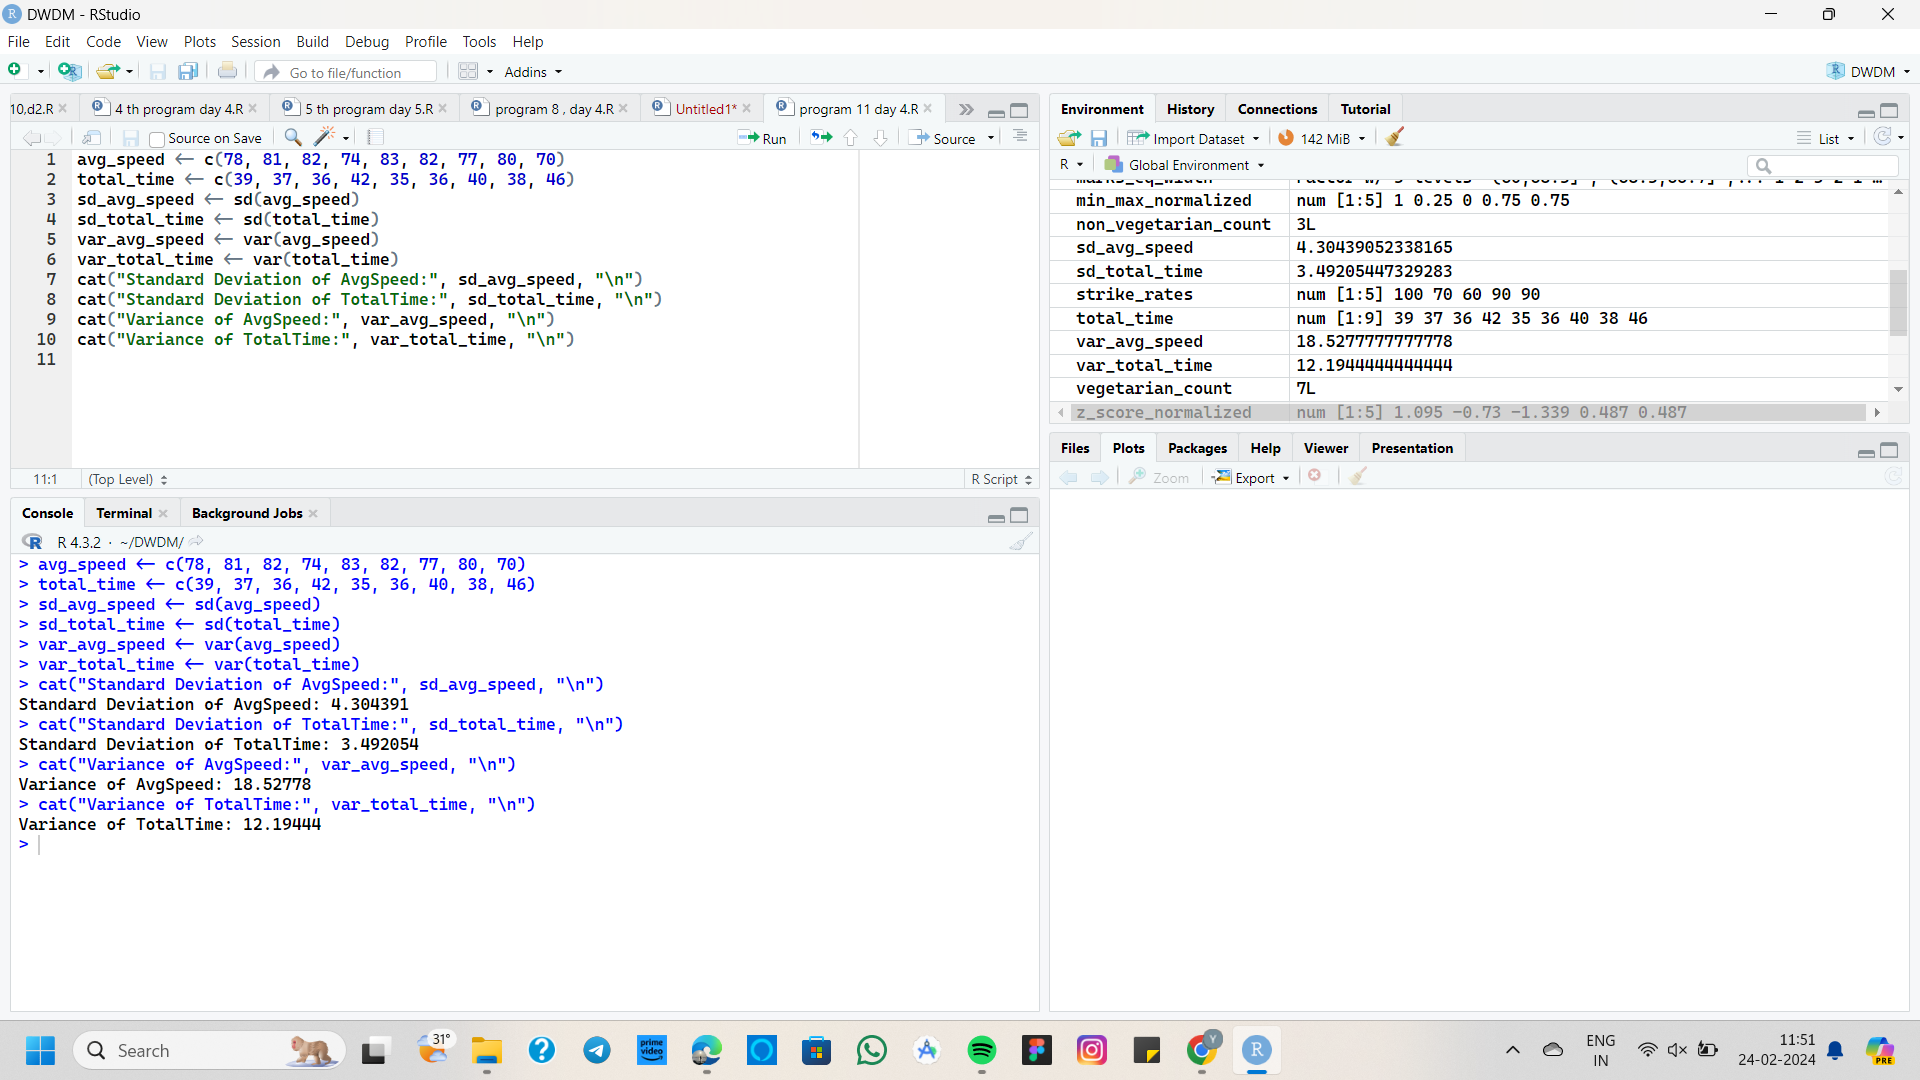 DWDM - RStudio
File Edit Code View Plots Session Build Debug Profile Tools Help
Go to file/function Addins DWDM
10,d2.R 4 th program day 4.R 5 th program day 5.R program 8 , day 4.R Untitled1* program 11 day 4.R
Source on Save Run Source
1 avg_speed <- c(78, 81, 82, 74, 83, 82, 77, 80, 70)
2 total_time <- c(39, 37, 36, 42, 35, 36, 40, 38, 46)
3 sd_avg_speed <- sd(avg_speed)
4 sd_total_time <- sd(total_time)
5 var_avg_speed <- var(avg_speed)
6 var_total_time <- var(total_time)
7 cat("Standard Deviation of AvgSpeed:", sd_avg_speed, "\n")
8 cat("Standard Deviation of TotalTime:", sd_total_time, "\n")
9 cat("Variance of AvgSpeed:", var_avg_speed, "\n")
10 cat("Variance of TotalTime:", var_total_time, "\n")
11
11:1 (Top Level) R Script
Console Terminal Background Jobs
R 4.3.2 · ~/DWDM/
> avg_speed <- c(78, 81, 82, 74, 83, 82, 77, 80, 70)
> total_time <- c(39, 37, 36, 42, 35, 36, 40, 38, 46)
> sd_avg_speed <- sd(avg_speed)
> sd_total_time <- sd(total_time)
> var_avg_speed <- var(avg_speed)
> var_total_time <- var(total_time)
> cat("Standard Deviation of AvgSpeed:", sd_avg_speed, "\n")
Standard Deviation of AvgSpeed: 4.304391
> cat("Standard Deviation of TotalTime:", sd_total_time, "\n")
Standard Deviation of TotalTime: 3.492054
> cat("Variance of AvgSpeed:", var_avg_speed, "\n")
Variance of AvgSpeed: 18.52778
> cat("Variance of TotalTime:", var_total_time, "\n")
Variance of TotalTime: 12.19444
>
Environment History Connections Tutorial
Import Dataset 142 MiB List
R Global Environment
min_max_normalized num [1:5] 1 0.25 0 0.75 0.75
non_vegetarian_count 3L
sd_avg_speed 4.30439052338165
sd_total_time 3.49205447329283
strike_rates num [1:5] 100 70 60 90 90
total_time num [1:9] 39 37 36 42 35 36 40 38 46
var_avg_speed 18.5277777777778
var_total_time 12.1944444444444
vegetarian_count 7L
z_score_normalized num [1:5] 1.095 -0.73 -1.339 0.487 0.487
Files Plots Packages Help Viewer Presentation
Zoom Export
Search 31° prime video Y R ENG IN 11:51 24-02-2024 PRE